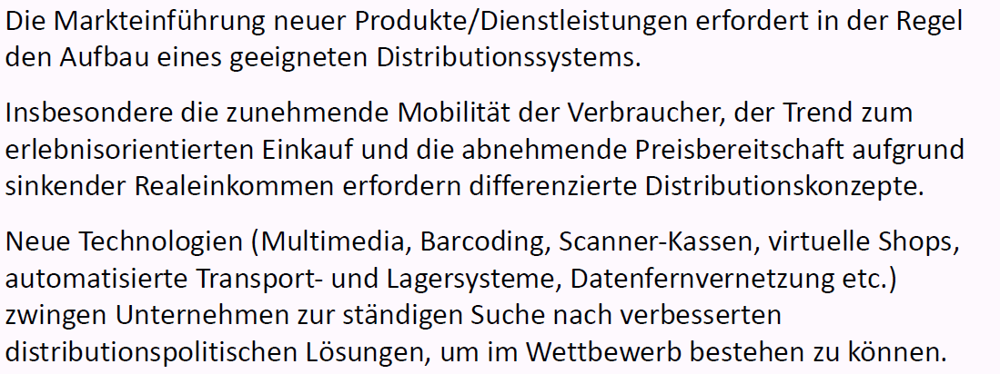 Die Markteinführung neuer Produkte/Dienstleistungen erfordert in der Regel
den Aufbau eines geeigneten Distributionssystems.
Insbesondere die zunehmende Mobilität der Verbraucher, der Trend zum
erlebnisorientierten Einkauf und die abnehmende Preisbereitschaft aufgrund
sinkender Realeinkommen erfordern differenzierte Distributionskonzepte.
Neue Technologien (Multimedia, Barcoding, Scanner-Kassen, virtuelle Shops,
automatisierte Transport- und Lagersysteme, Datenfernvernetzung etc.)
zwingen Unternehmen zur ständigen Suche nach verbesserten
distributionspolitischen Lösungen, um im Wettbewerb bestehen zu können.